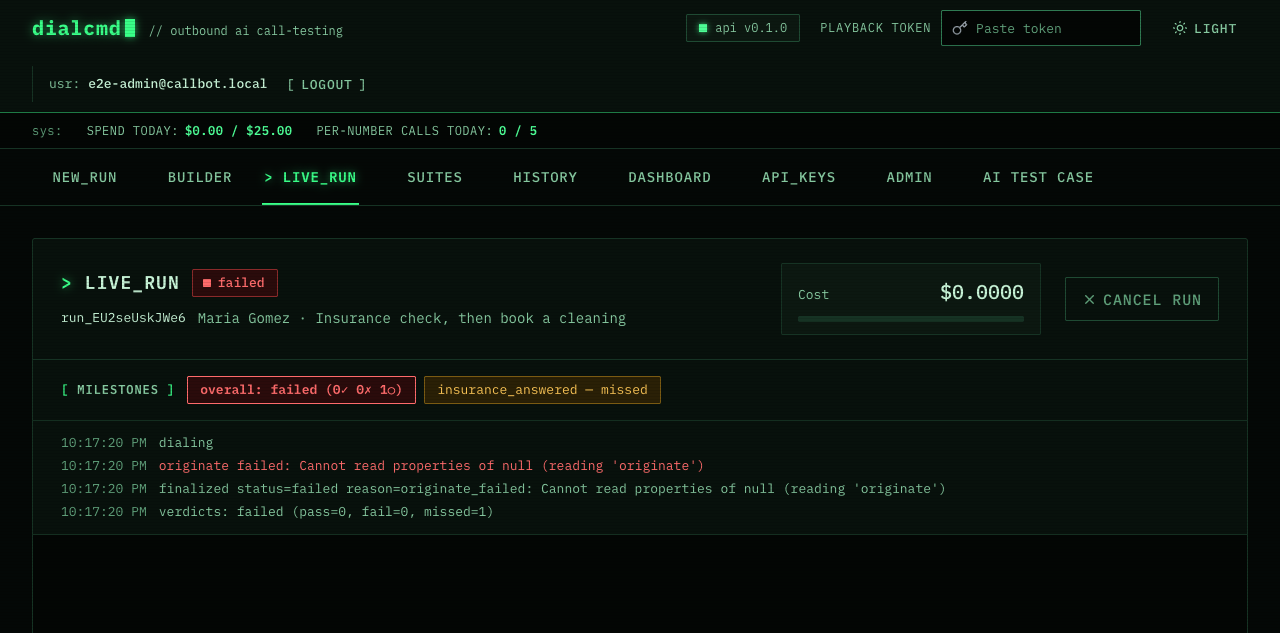 dialcmd // outbound ai call-testing
api v0.1.0
PLAYBACK TOKEN
Paste token
LIGHT
usr: e2e-admin@callbot.local [ LOGOUT ]
sys: SPEND TODAY: $0.00 / $25.00 PER-NUMBER CALLS TODAY: 0 / 5
NEW_RUN BUILDER > LIVE_RUN SUITES HISTORY DASHBOARD API_KEYS ADMIN AI TEST CASE
> LIVE_RUN failed
run_EU2seUskJWe6 Maria Gomez · Insurance check, then book a cleaning
Cost $0.0000
× CANCEL RUN
[ MILESTONES ] overall: failed (0✓ 0✗ 1○) insurance_answered — missed
10:17:20 PM dialing
10:17:20 PM originate failed: Cannot read properties of null (reading 'originate')
10:17:20 PM finalized status=failed reason=originate_failed: Cannot read properties of null (reading 'originate')
10:17:20 PM verdicts: failed (pass=0, fail=0, missed=1)